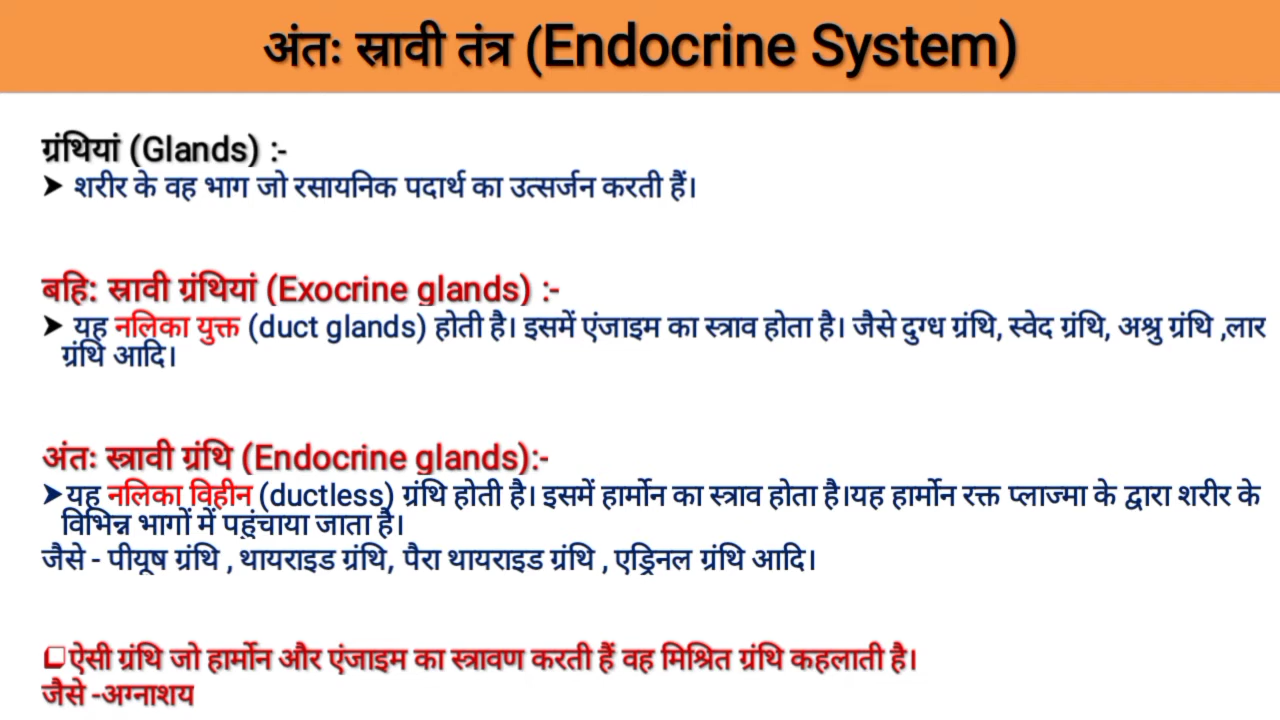 अंतः स्रावी तंत्र (Endocrine System)
ग्रंथियां (Glands) :-
➤ शरीर के वह भाग जो रसायनिक पदार्थ का उत्सर्जन करती हैं।
बहि: स्रावी ग्रंथियां (Exocrine glands) :-
➤ यह नलिका युक्त (duct glands) होती है। इसमें एंजाइम का स्त्राव होता है। जैसे दुग्ध ग्रंथि, स्वेद ग्रंथि, अश्रु ग्रंथि ,लार
ग्रंथि आदि।
अंतः स्त्रावी ग्रंथि (Endocrine glands):-
➤यह नलिका विहीन (ductless) ग्रंथि होती है। इसमें हार्मोन का स्त्राव होता है।यह हार्मोन रक्त प्लाज्मा के द्वारा शरीर के
विभिन्न भागों में पहुंचाया जाता है।
जैसे - पीयूष ग्रंथि , थायराइड ग्रंथि, पैरा थायराइड ग्रंथि , एड्रिनल ग्रंथि आदि।
❑ऐसी ग्रंथि जो हार्मोन और एंजाइम का स्त्रावण करती हैं वह मिश्रित ग्रंथि कहलाती है।
जैसे -अग्नाशय